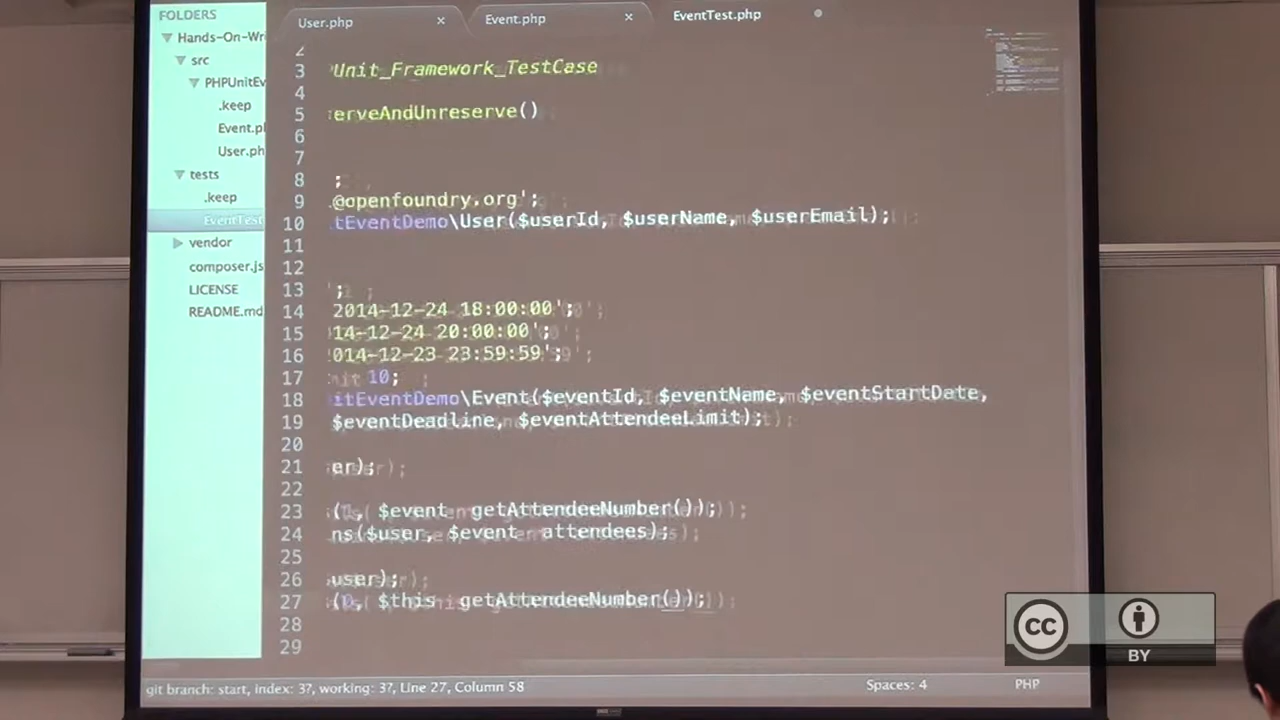 FOLDERS
Hands-On-Wri
src
PHPUnitEv
.keep
Event.p
User.ph
tests
.keep
EventTest
vendor
composer.js
LICENSE
README.md
User.php × Event.php × EventTest.php
2
3 Unit_Framework_TestCase
4
5 erveAndUnreserve()
6
7
8 ;
9 @openfoundry.org';
10 tEventDemo\User($userId, $userName, $userEmail);
11
12
13 ';
14 2014-12-24 18:00:00';
15 14-12-24 20:00:00';
16 014-12-23 23:59:59';
17 10;
18 itEventDemo\Event($eventId, $eventName, $eventStartDate,
19 $eventDeadline, $eventAttendeeLimit);
20
21 er);
22
23 (1, $event getAttendeeNumber());
24 ns($user, $event attendees);
25
26 user);
27 (0, $this getAttendeeNumber());
28
29
git branch: start, index: 3?, working: 3?, Line 27, Column 58 Spaces: 4 PHP
CC
BY